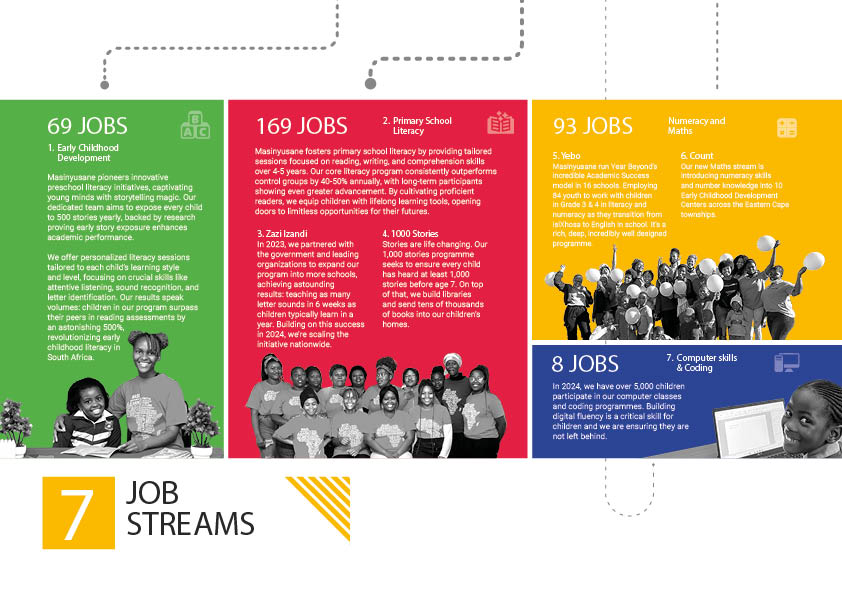 69 JOBS
1. Early Childhood
Development
Masinyusane pioneers innovative
preschool literacy initiatives, captivating
young minds with storytelling magic. Our
dedicated team aims to expose every child
to 500 stories yearly, backed by research
proving early story exposure enhances
academic performance.
We offer personalized literacy sessions
tailored to each child's learning style
and level, focusing on crucial skills like
attentive listening, sound recognition, and
letter identification. Our results speak
volumes: children in our program surpass
their peers in reading assessments by
an astonishing 500%,
revolutionizing early
childhood literacy in
South Africa.
169 JOBS
2. Primary School
Literacy
Masinyusane fosters primary school literacy by providing tailored
sessions focused on reading, writing, and comprehension skills
over 4-5 years. Our core literacy program consistently outperforms
control groups by 40-50% annually, with long-term participants
showing even greater advancement. By cultivating proficient
readers, we equip children with lifelong learning tools, opening
doors to limitless opportunities for their futures.
3. Zazi Izandi
In 2023, we partnered with
the government and leading
organizations to expand our
program into more schools,
achieving astounding
results: teaching as many
letter sounds in 6 weeks as
children typically learn in a
year. Building on this success
in 2024, we're scaling the
initiative nationwide.
4. 1000 Stories
Stories are life changing. Our
1,000 stories programme
seeks to ensure every child
has heard at least 1,000
stories before age 7. On top
of that, we build libraries
and send tens of thousands
of books into our children's
homes.
93 JOBS
Numeracy and
Maths
5. Yebo
Masinyusane run Year Beyond's
incredible Academic Success
model in 16 schools. Employing
84 youth to work with children
in Grade 3 & 4 in literacy and
numeracy as they transition from
isiXhosa to English in school. It's a
rich, deep, incredibly well designed
programme.
6. Count
Our new Maths stream is
introducing numeracy skills
and number knowledge into 10
Early Childhood Development
Centers across the Eastern Cape
townships.
8 JOBS
7. Computer skills
& Coding
In 2024, we have over 5,000 children
participate in our computer classes
and coding programmes. Building
digital fluency is a critical skill for
children and we are ensuring they are
not left behind.
A
B C
7
JOB
STREAMS